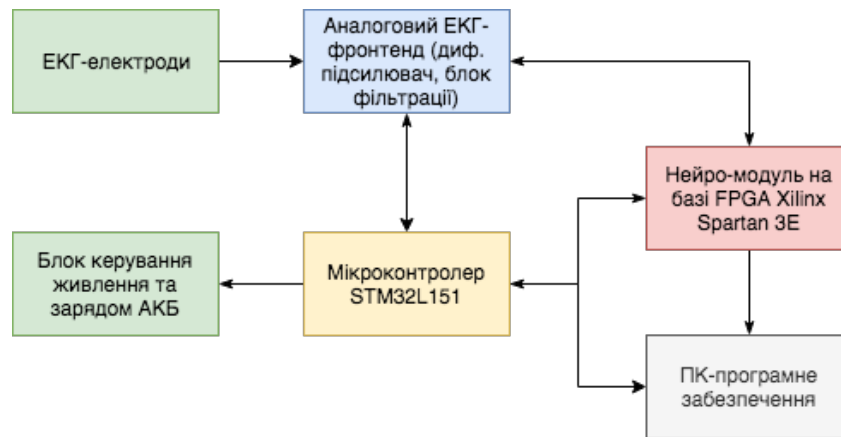 ЕКГ-електроди
Аналоговий ЕКГ-
фронтенд (диф.
підсилювач, блок
фільтрації)
Нейро-модуль на
базі FPGA Xilinx
Spartan 3E
Блок керування
живлення та
зарядом АКБ
Мікроконтролер
STM32L151
ПК-програмне
забезпечення